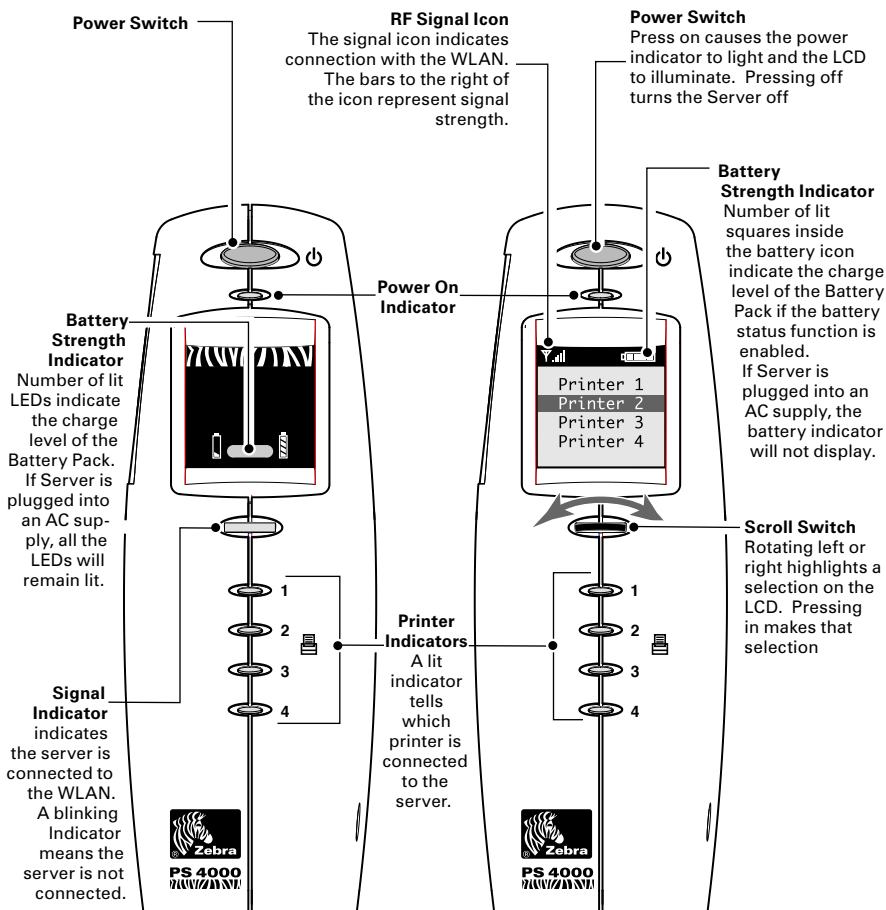 Power Switch
RF Signal Icon
The signal icon indicates
connection with the WLAN.
The bars to the right of
the icon represent signal
strength.
Power Switch
Press on causes the power
indicator to light and the LCD
to illuminate. Pressing off
turns the Server off
Battery
Strength Indicator
Number of lit
squares inside
the battery icon
indicate the charge
level of the Battery
Pack if the battery
status function is
enabled.
If Server is
plugged into an
AC supply, the
battery indicator
will not display.
Power On
Indicator
Battery
Strength
Indicator
Number of lit
LEDs indicate
the charge
level of the
Battery Pack.
If Server is
plugged into
an AC sup-
ply, all the
LEDs will
remain lit.
Printer 1
Printer 2
Printer 3
Printer 4
Scroll Switch
Rotating left or
right highlights a
selection on the
LCD. Pressing
in makes that
selection
1
2
3
4
Printer
Indicators
A lit
indicator
tells
which
printer is
connected
to the
server.
1
2
3
4
Signal
Indicator
indicates
the server is
connected to
the WLAN.
A blinking
Indicator
means the
server is not
connected.
® Zebra
PS 4000
® Zebra
PS 4000